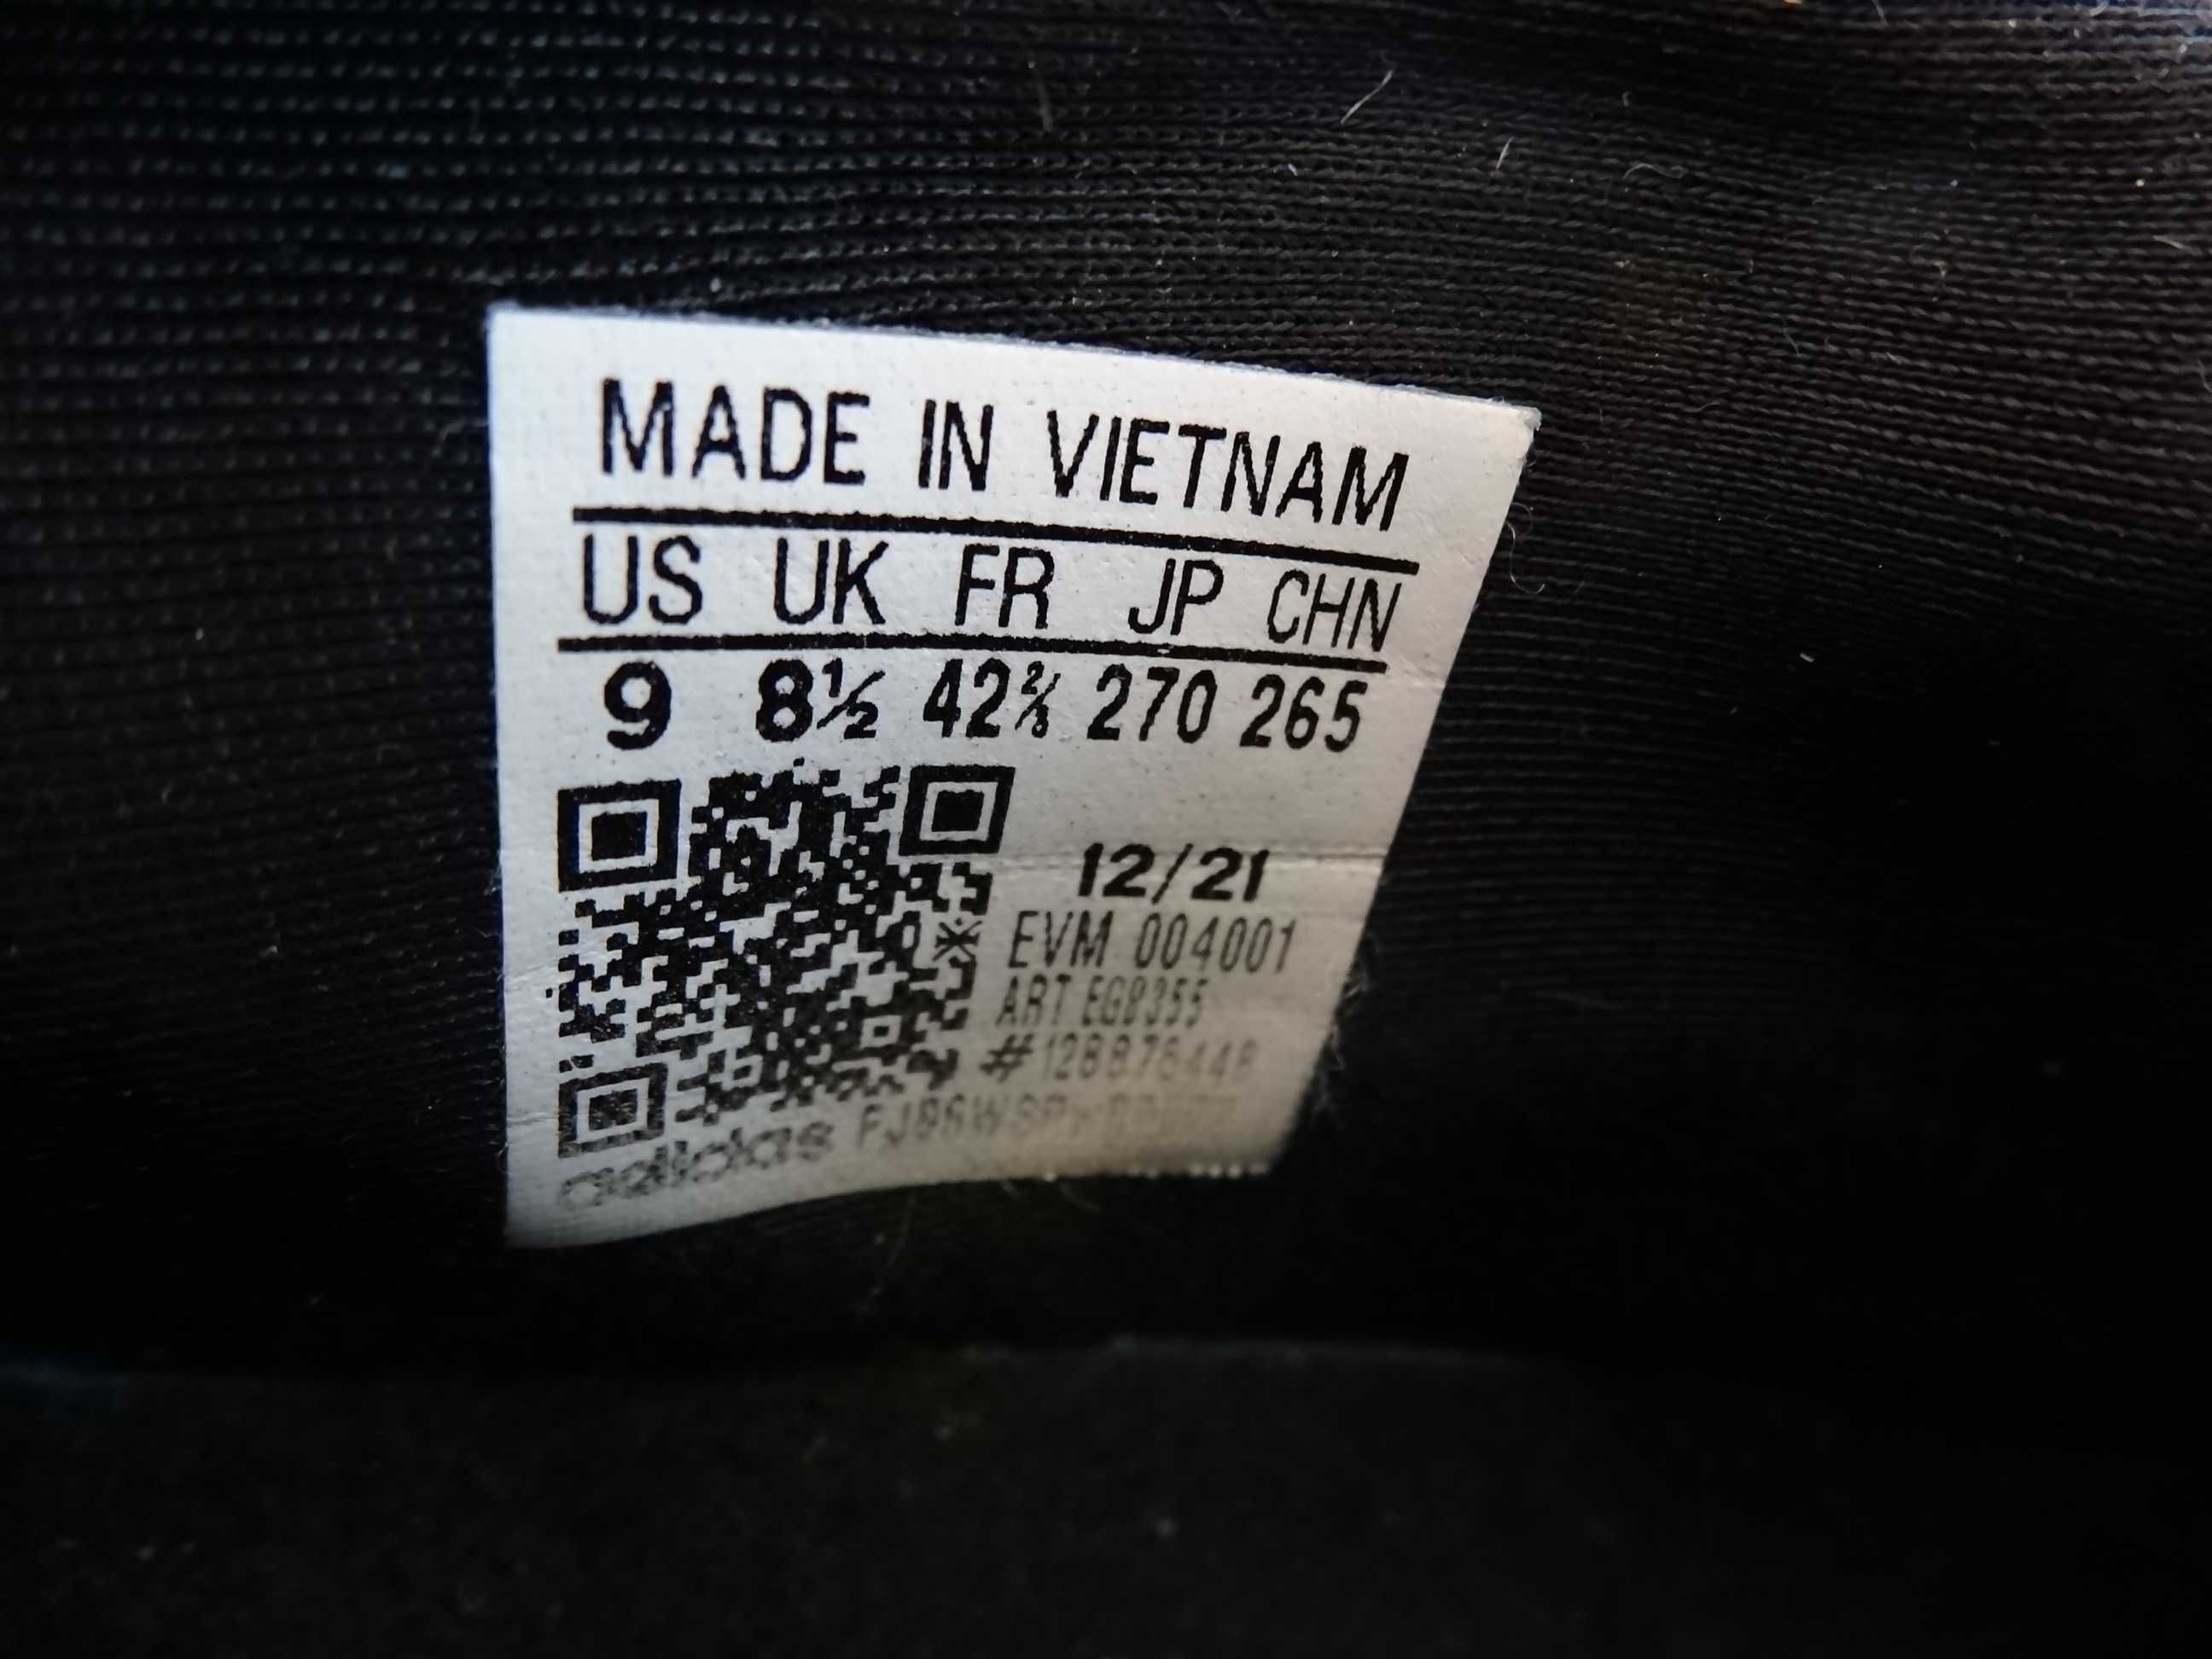 MADE IN VIETNAM
US UK FR JP CHN
9 8½ 42⅔ 270 265
12/21
EVM 004001
ART EG8355
adidas